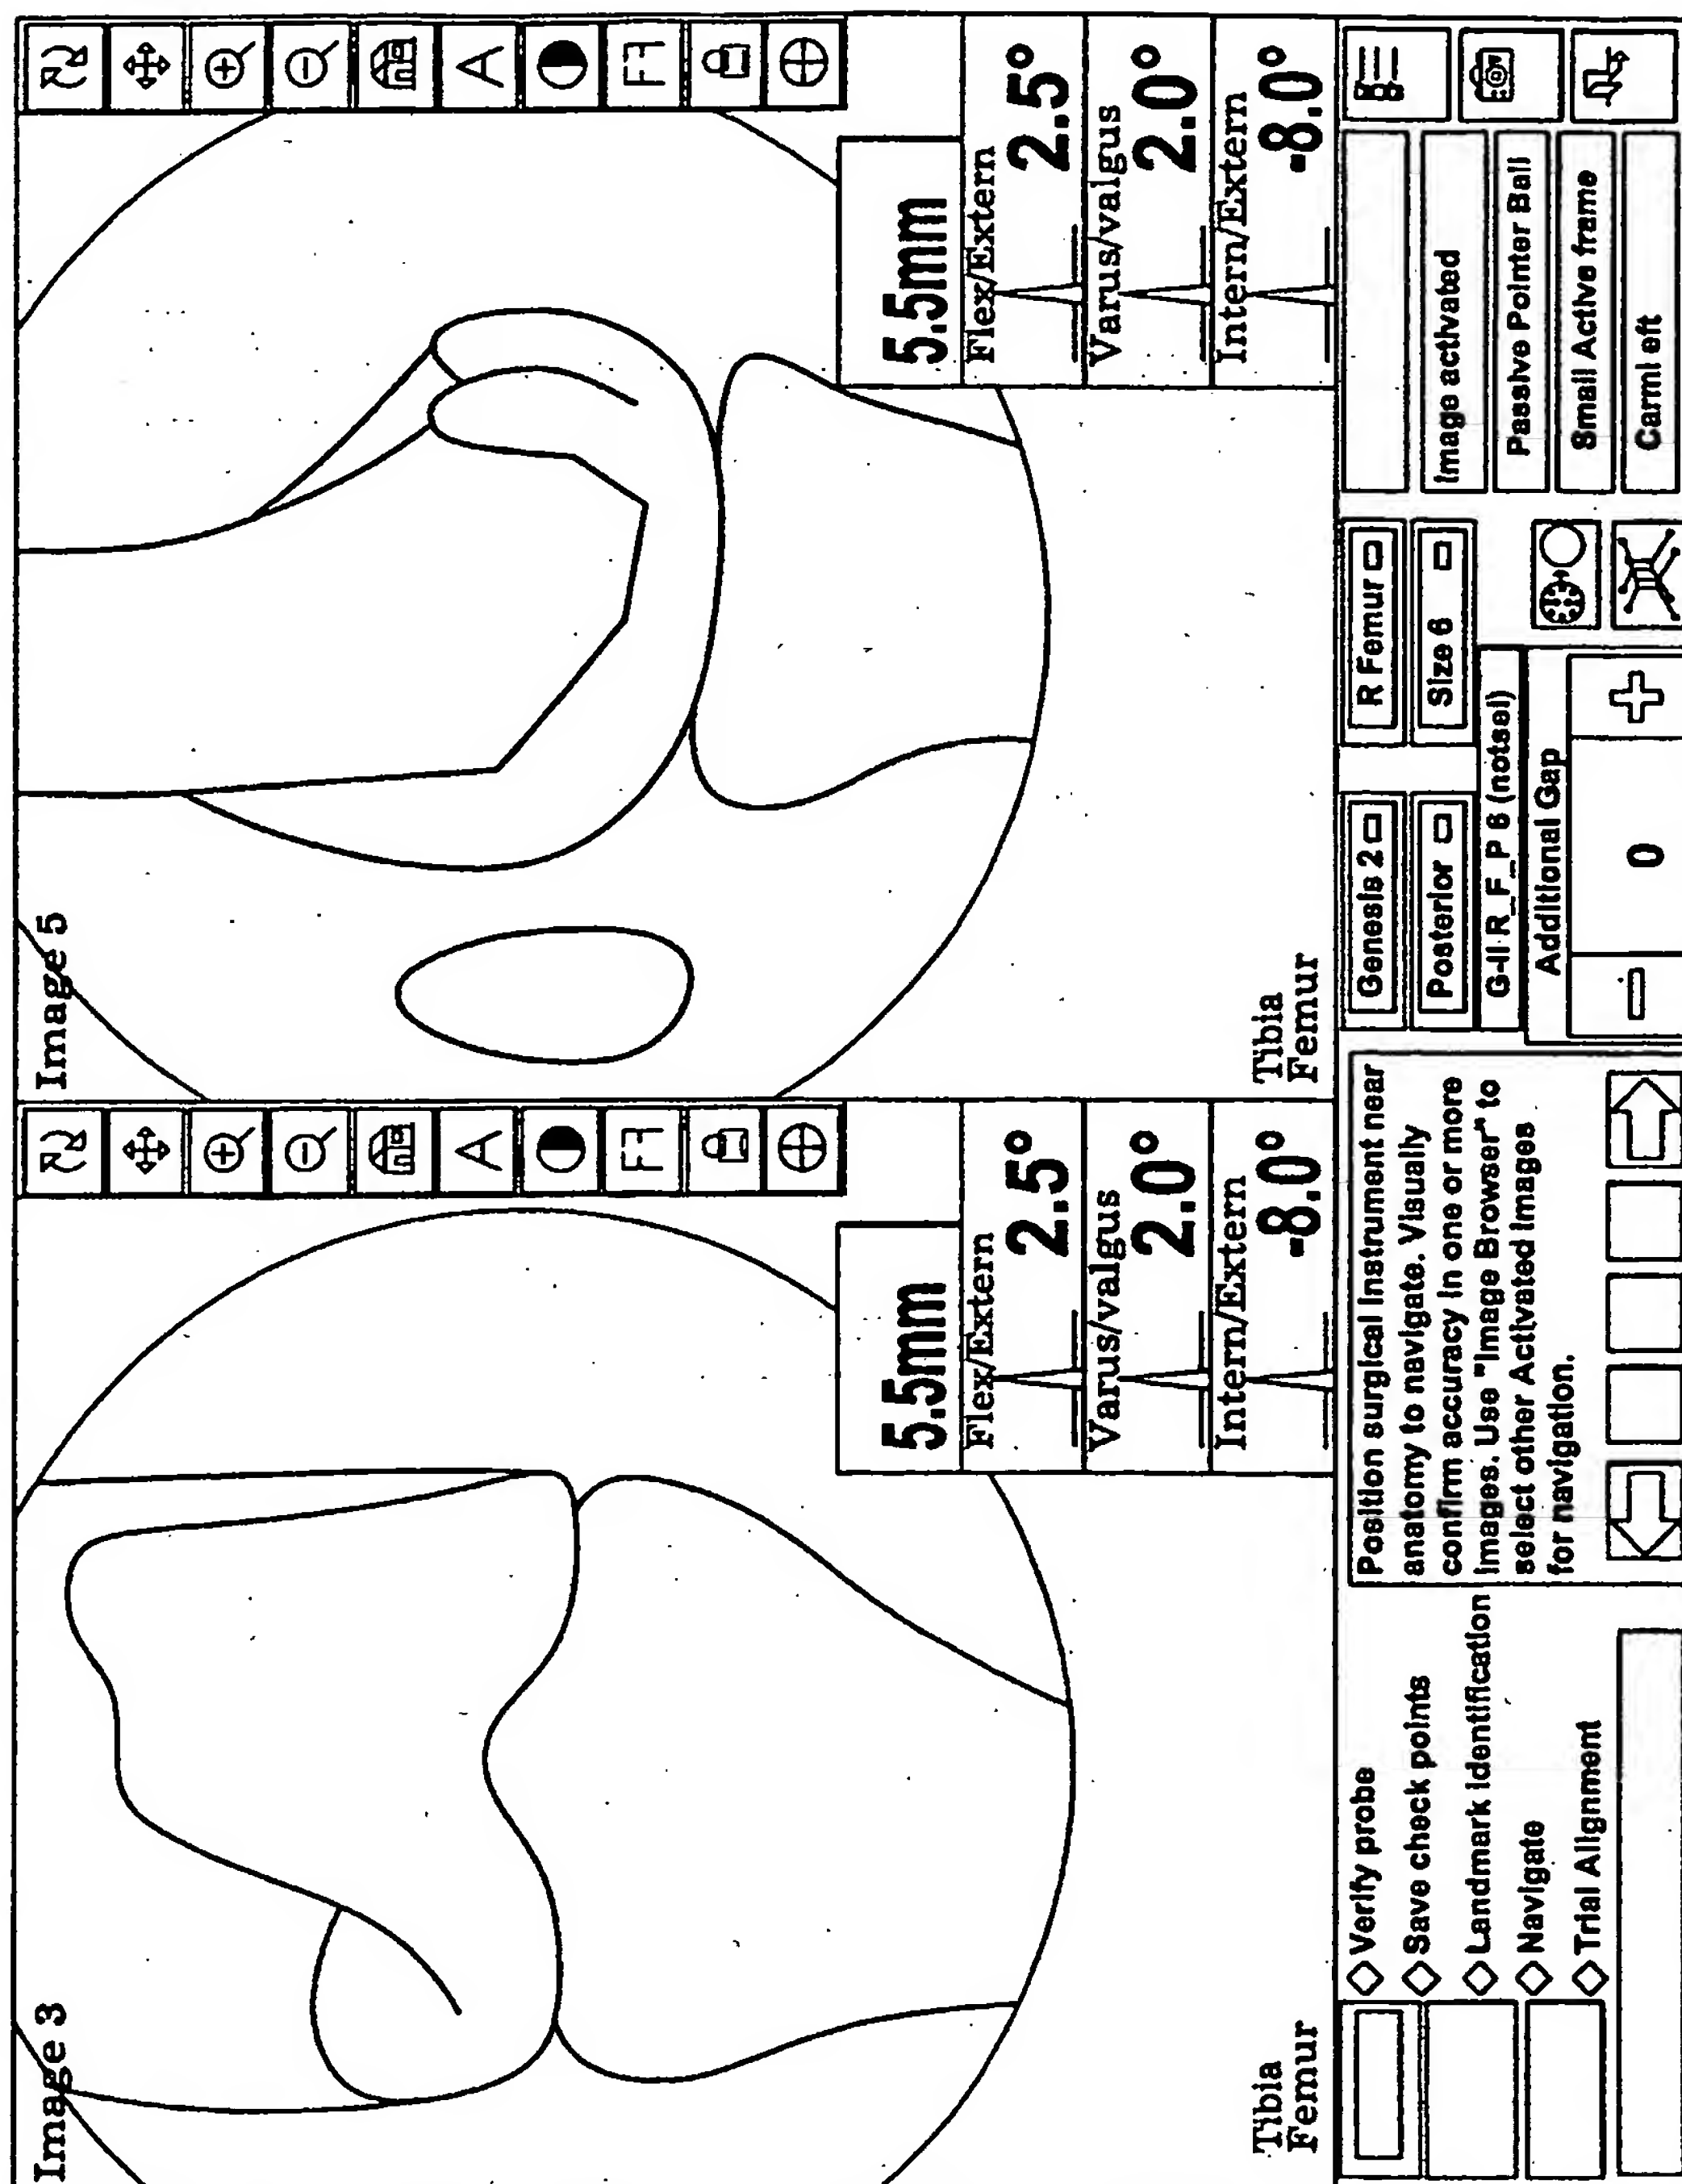 Image 3
5.5mm
Flex/Extern
2.5°
Varus/valgus
2.0°
Intern/Extern
-8.0°
Tibia
Femur
Image 5
5.5mm
Flex/Extern
2.5°
Varus/valgus
2.0°
Intern/Extern
-8.0°
Tibia
Femur
A
A
Verify probe
Save check points
Landmark identification
Navigate
Trial Alignment
Position surgical instrument near
anatomy to navigate. Visually
confirm accuracy in one or more
images. Use "Image Browser" to
select other Activated Images
for navigation.
Genesis 2
R Femur
Posterior
Size 6
G-II R_F_P 6 (notsel)
Additional Gap
0
Image activated
Passive Pointer Ball
Small Active frame
Carml eft